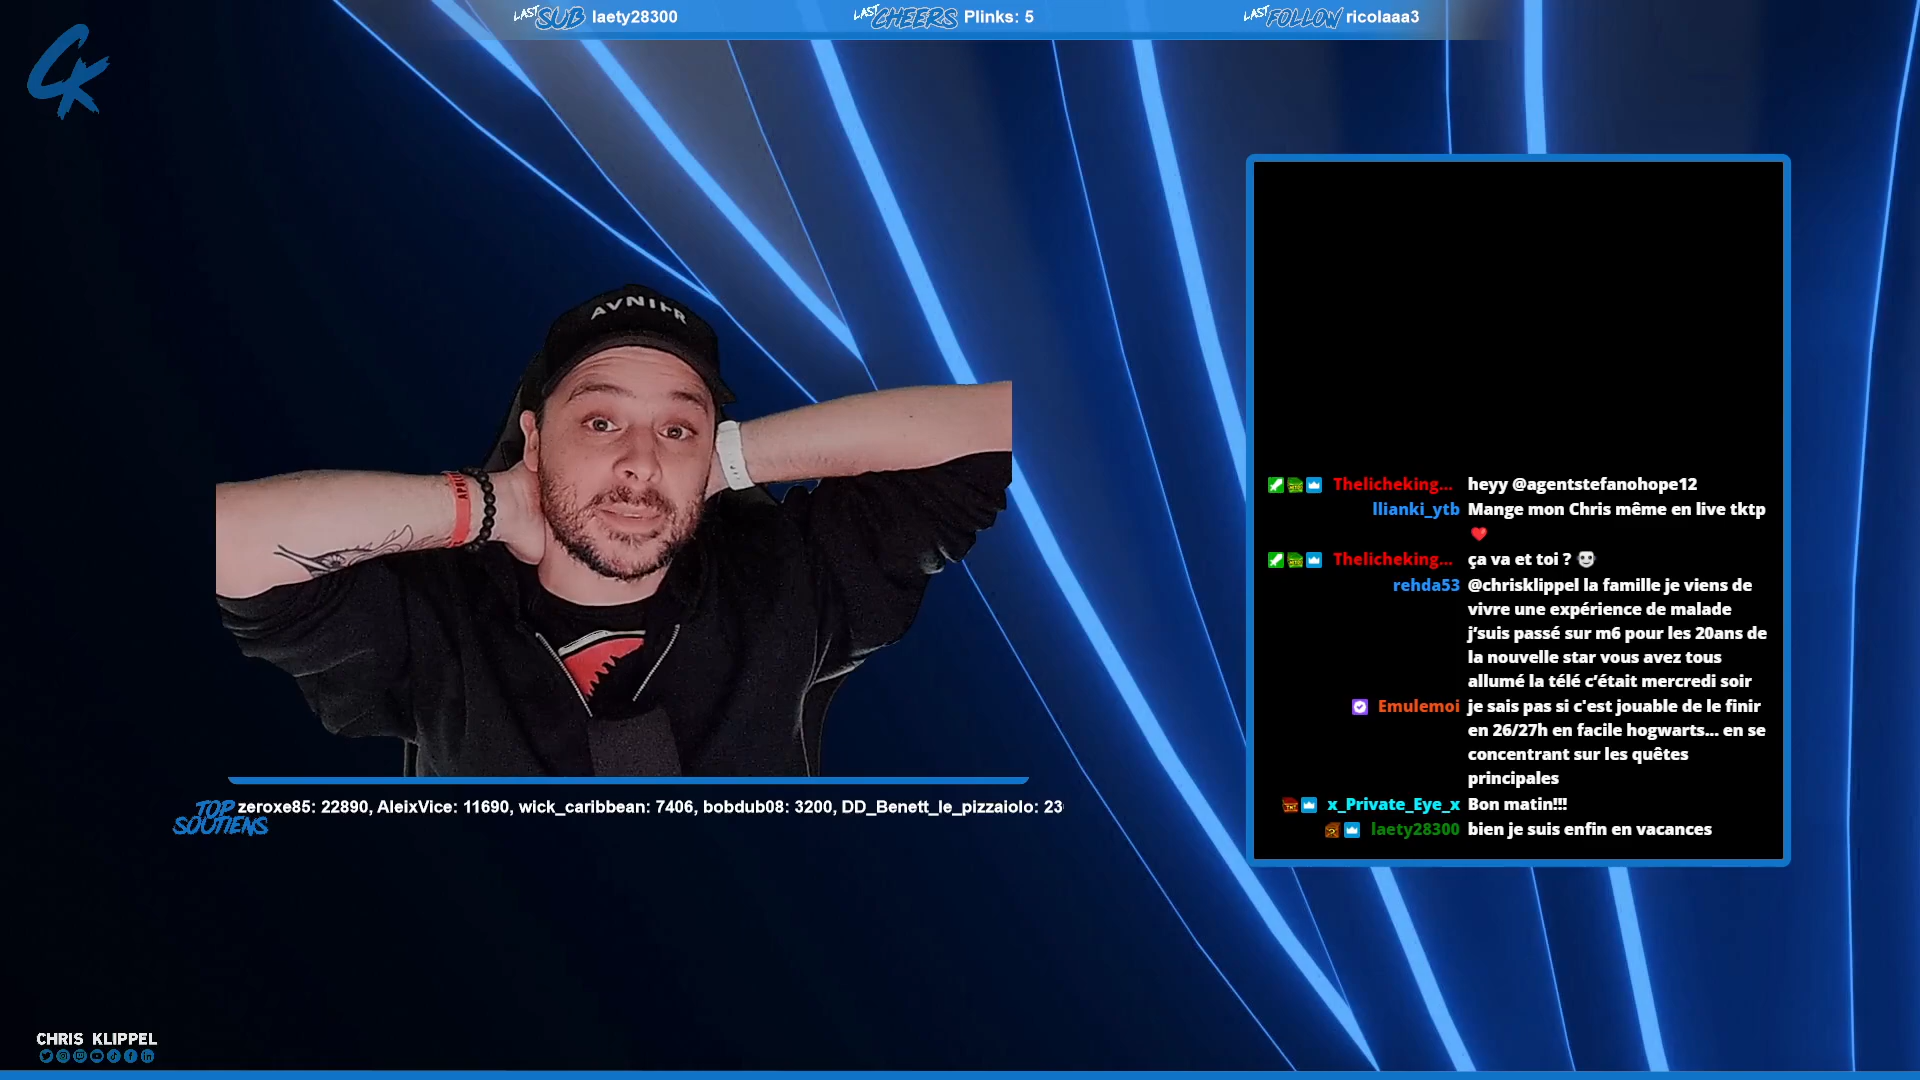 LAST SUB laety28300
LAST CHEERS Plinks: 5
LAST FOLLOW ricolaaa3
CK
AVNIER
Thelicheking... heyy @agentstefanohope12
llianki_ytb Mange mon Chris même en live tktp
❤️
Thelicheking... ça va et toi ?
rehda53 @chrisklippel la famille je viens de
vivre une expérience de malade
j’suis passé sur m6 pour les 20ans de
la nouvelle star vous avez tous
allumé la télé c’était mercredi soir
Emulemoi je sais pas si c'est jouable de le finir
en 26/27h en facile hogwarts... en se
concentrant sur les quêtes
principales
x_Private_Eye_x Bon matin!!!
laety28300 bien je suis enfin en vacances
TOP SOUTIENS
zeroxe85: 22890, AleixVice: 11690, wick_caribbean: 7406, bobdub08: 3200, DD_Benett_le_pizzaiolo: 23
CHRIS KLIPPEL